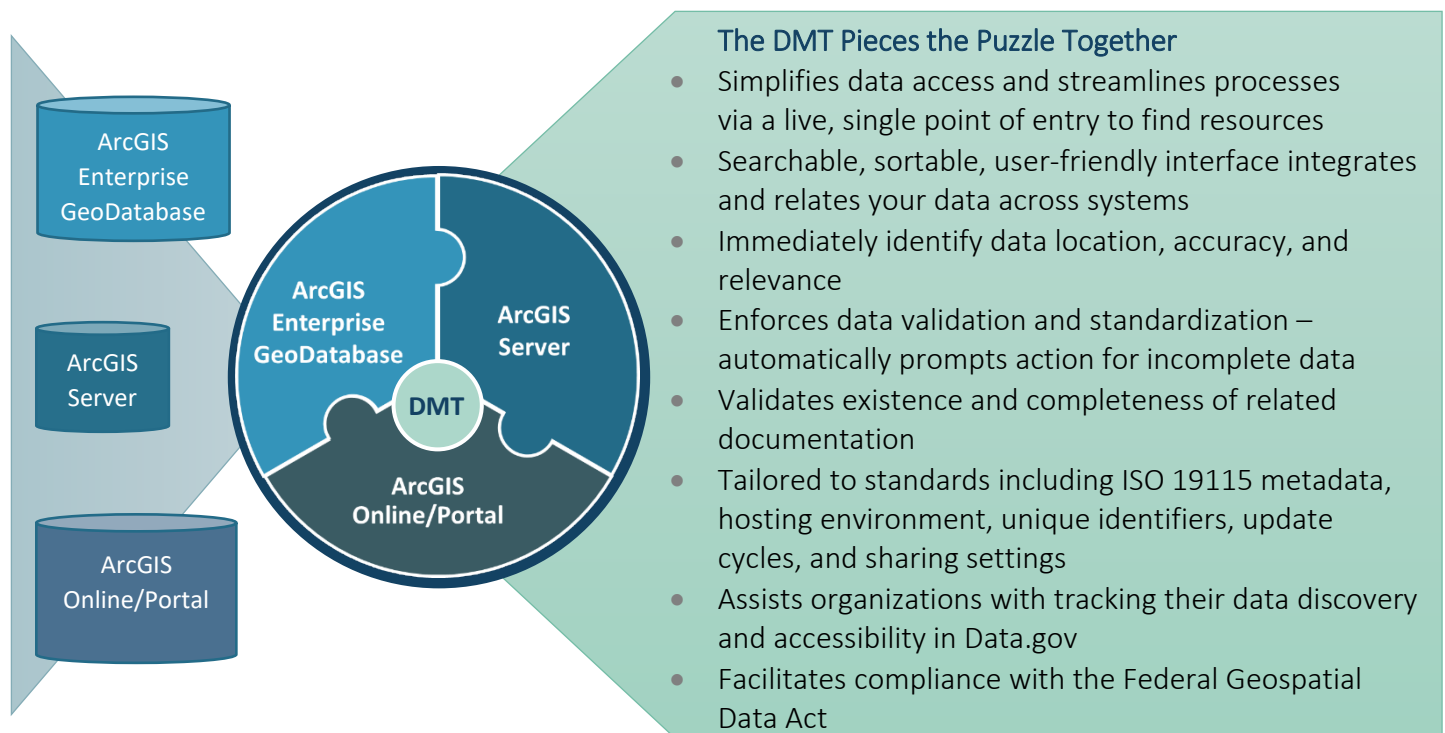 ArcGIS
Enterprise
GeoDatabase
ArcGIS
Server
ArcGIS
Online/Portal
ArcGIS
Enterprise
GeoDatabase
ArcGIS
Server
DMT
ArcGIS
Online/Portal
The DMT Pieces the Puzzle Together
• Simplifies data access and streamlines processes
via a live, single point of entry to find resources
• Searchable, sortable, user-friendly interface integrates
and relates your data across systems
• Immediately identify data location, accuracy, and
relevance
• Enforces data validation and standardization –
automatically prompts action for incomplete data
• Validates existence and completeness of related
documentation
• Tailored to standards including ISO 19115 metadata,
hosting environment, unique identifiers, update
cycles, and sharing settings
• Assists organizations with tracking their data discovery
and accessibility in Data.gov
• Facilitates compliance with the Federal Geospatial
Data Act